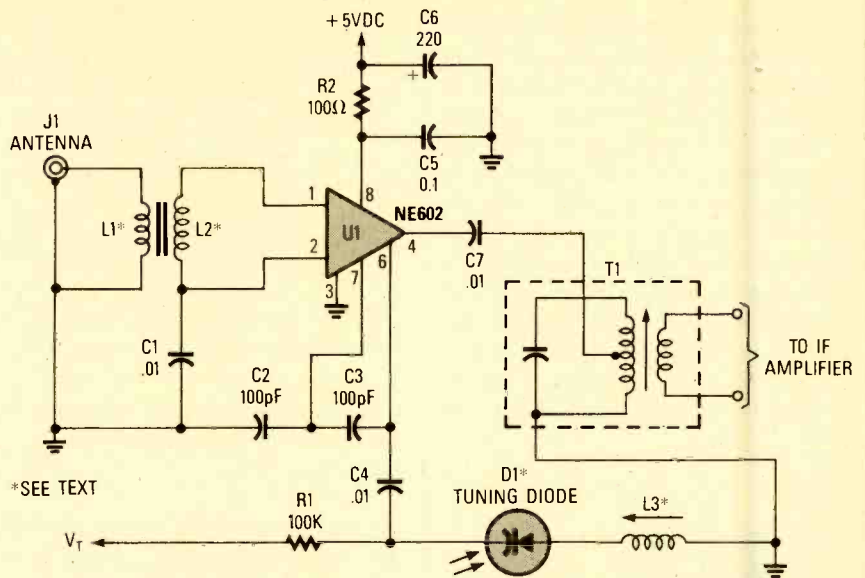 +5VDC
C6
220
+
R2
100Ω
J1
ANTENNA
C5
0.1
L1*
L2*
1
8
NE602
U1
2
4
6
7
3
C7
.01
T1
C1
.01
C2
100pF
C3
100pF
TO IF
AMPLIFIER
*SEE TEXT
C4
.01
D1*
TUNING DIODE
L3*
R1
100K
VT